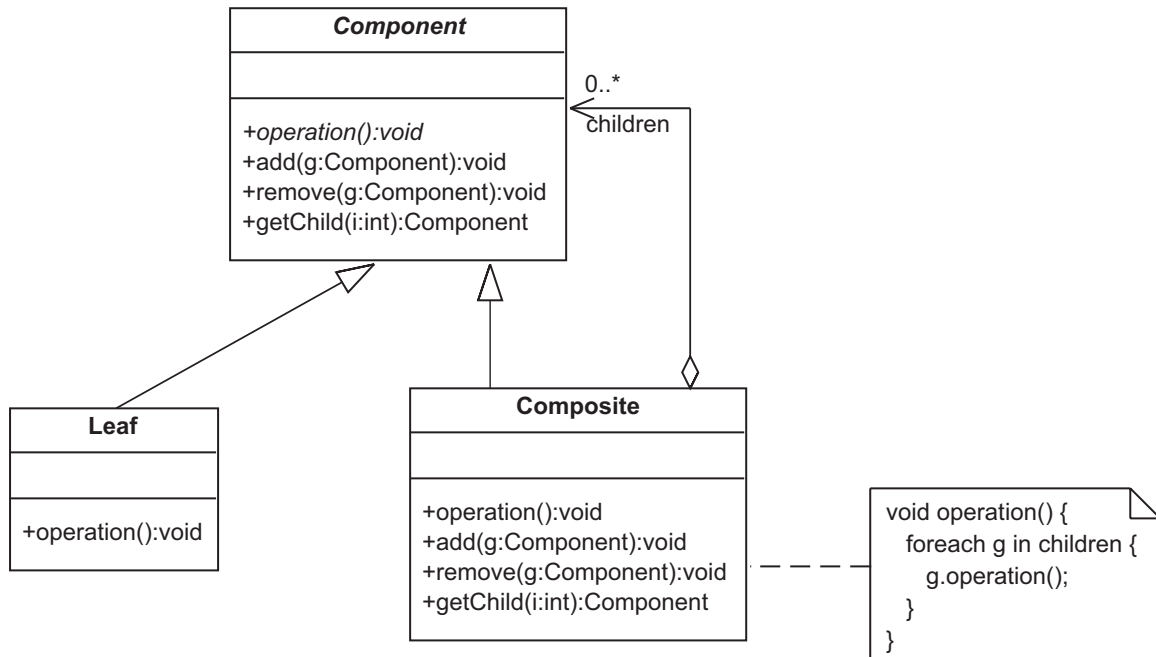 Component
+operation():void
+add(g:Component):void
+remove(g:Component):void
+getChild(i:int):Component
0..*
children
Leaf
+operation():void
Composite
+operation():void
+add(g:Component):void
+remove(g:Component):void
+getChild(i:int):Component
void operation() {
foreach g in children {
g.operation();
}
}